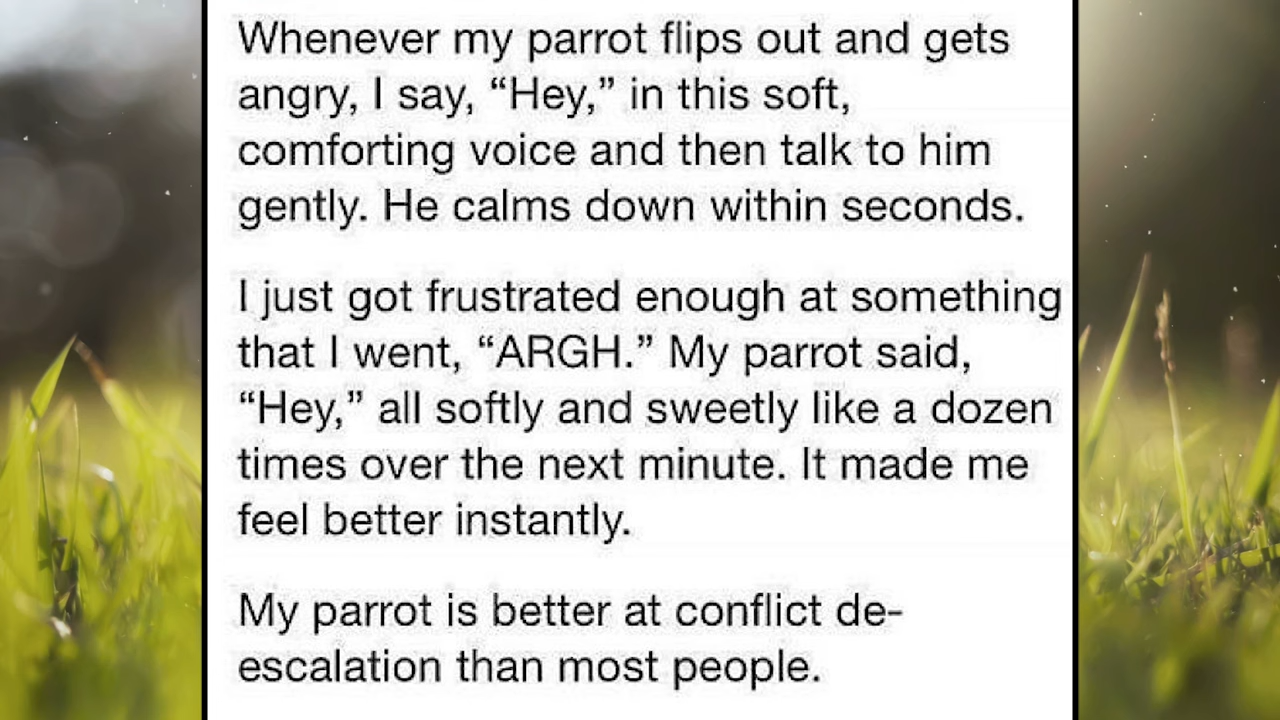 Whenever my parrot flips out and gets
angry, I say, “Hey,” in this soft,
comforting voice and then talk to him
gently. He calms down within seconds.
I just got frustrated enough at something
that I went, “ARGH.” My parrot said,
“Hey,” all softly and sweetly like a dozen
times over the next minute. It made me
feel better instantly.
My parrot is better at conflict de-
escalation than most people.